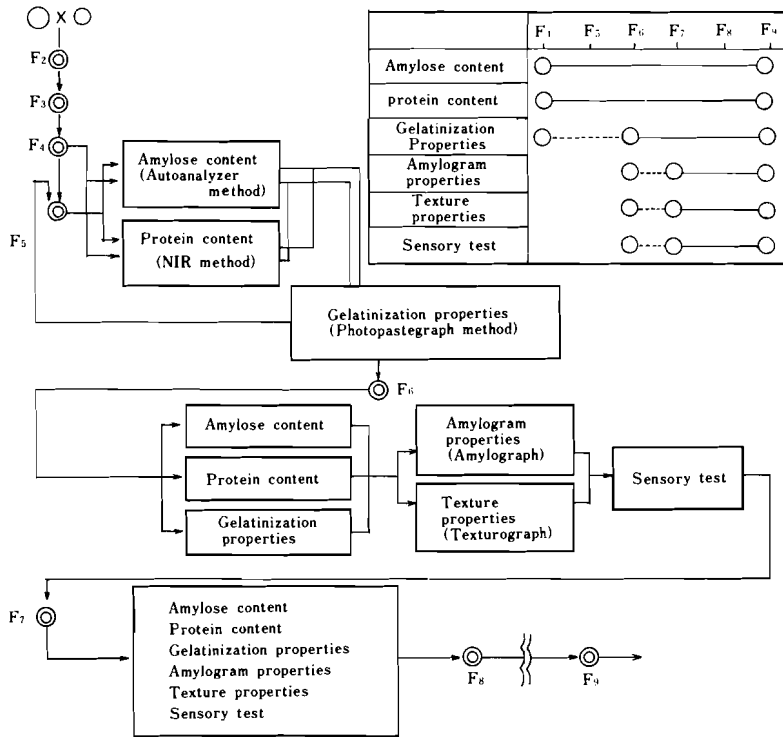 X
F2
F3
F4
F5
Amylose content
(Autoanalyzer
method)
Protein content
(NIR method)
F1 F5 F6 F7 F8 F9
Amylose content
protein content
Gelatinization
Properties
Amylogram
properties
Texture
properties
Sensory test
Gelatinization properties
(Photopastegraph method)
F6
Amylose content
Protein content
Gelatinization
properties
Amylogram
properties
(Amylograph)
Texture
properties
(Texturograph)
Sensory test
F7
Amylose content
Protein content
Gelatinization properties
Amylogram properties
Texture properties
Sensory test
F8
F9